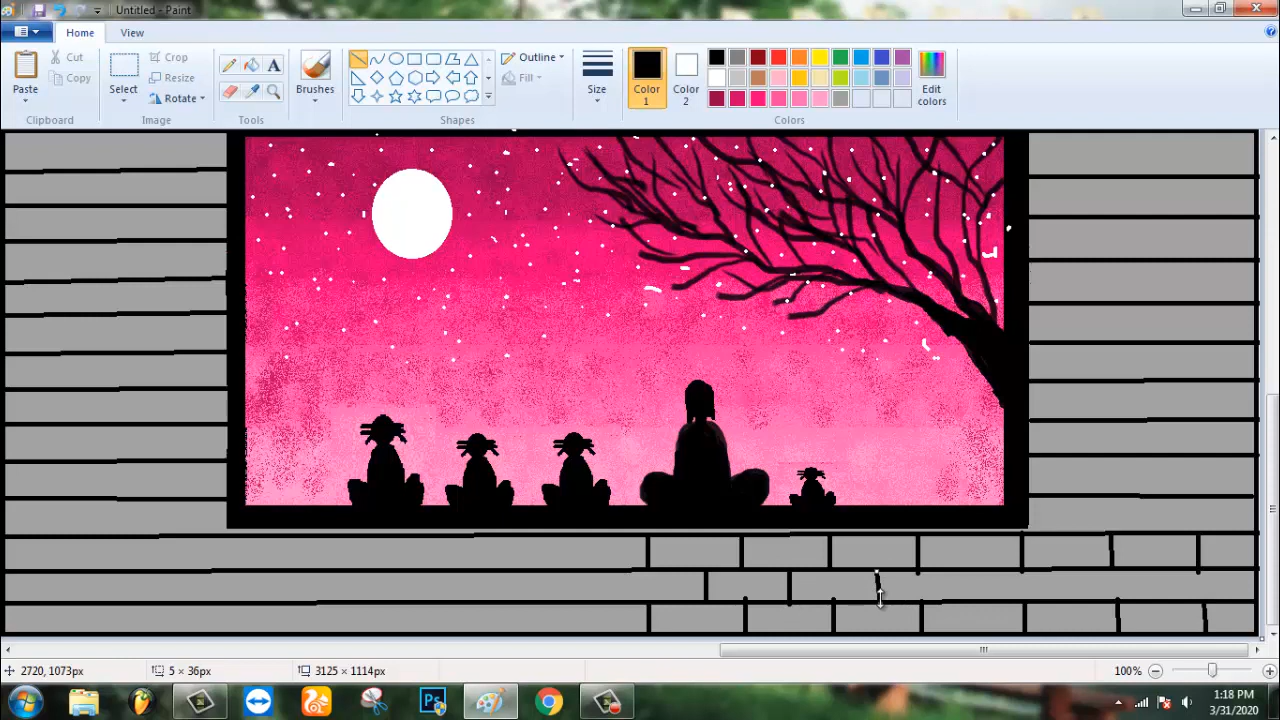 Untitled - Paint
Home View
Paste
Cut
Copy
Clipboard
Select
Crop
Resize
Rotate
Image
A
Tools
Brushes
Shapes
Outline
Fill
Size
Color 1
Color 2
Colors
Edit colors
2720, 1073px
5 × 36px
3125 × 1114px
100%
Ps
1:18 PM
3/31/2020